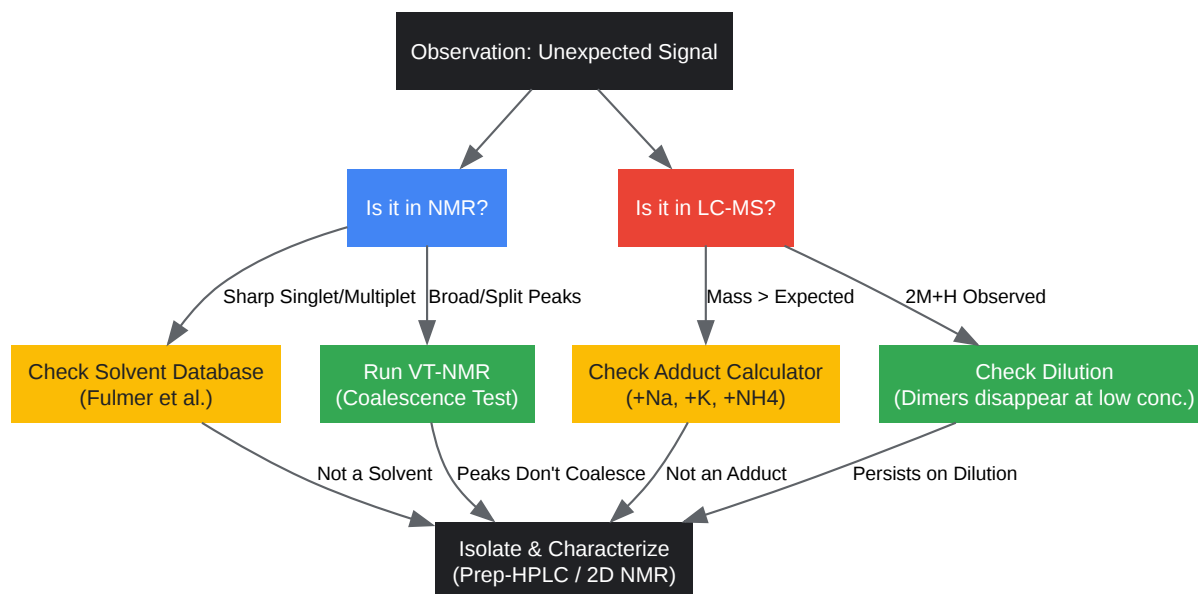 Observation: Unexpected Signal
Is it in NMR?
Is it in LC-MS?
Sharp Singlet/Multiplet
Broad/Split Peaks
Mass > Expected
2M+H Observed
Check Solvent Database
(Fulmer et al.)
Run VT-NMR
(Coalescence Test)
Check Adduct Calculator
(+Na, +K, +NH4)
Check Dilution
(Dimers disappear at low conc.)
Not a Solvent
Peaks Don't Coalesce
Not an Adduct
Persists on Dilution
Isolate & Characterize
(Prep-HPLC / 2D NMR)